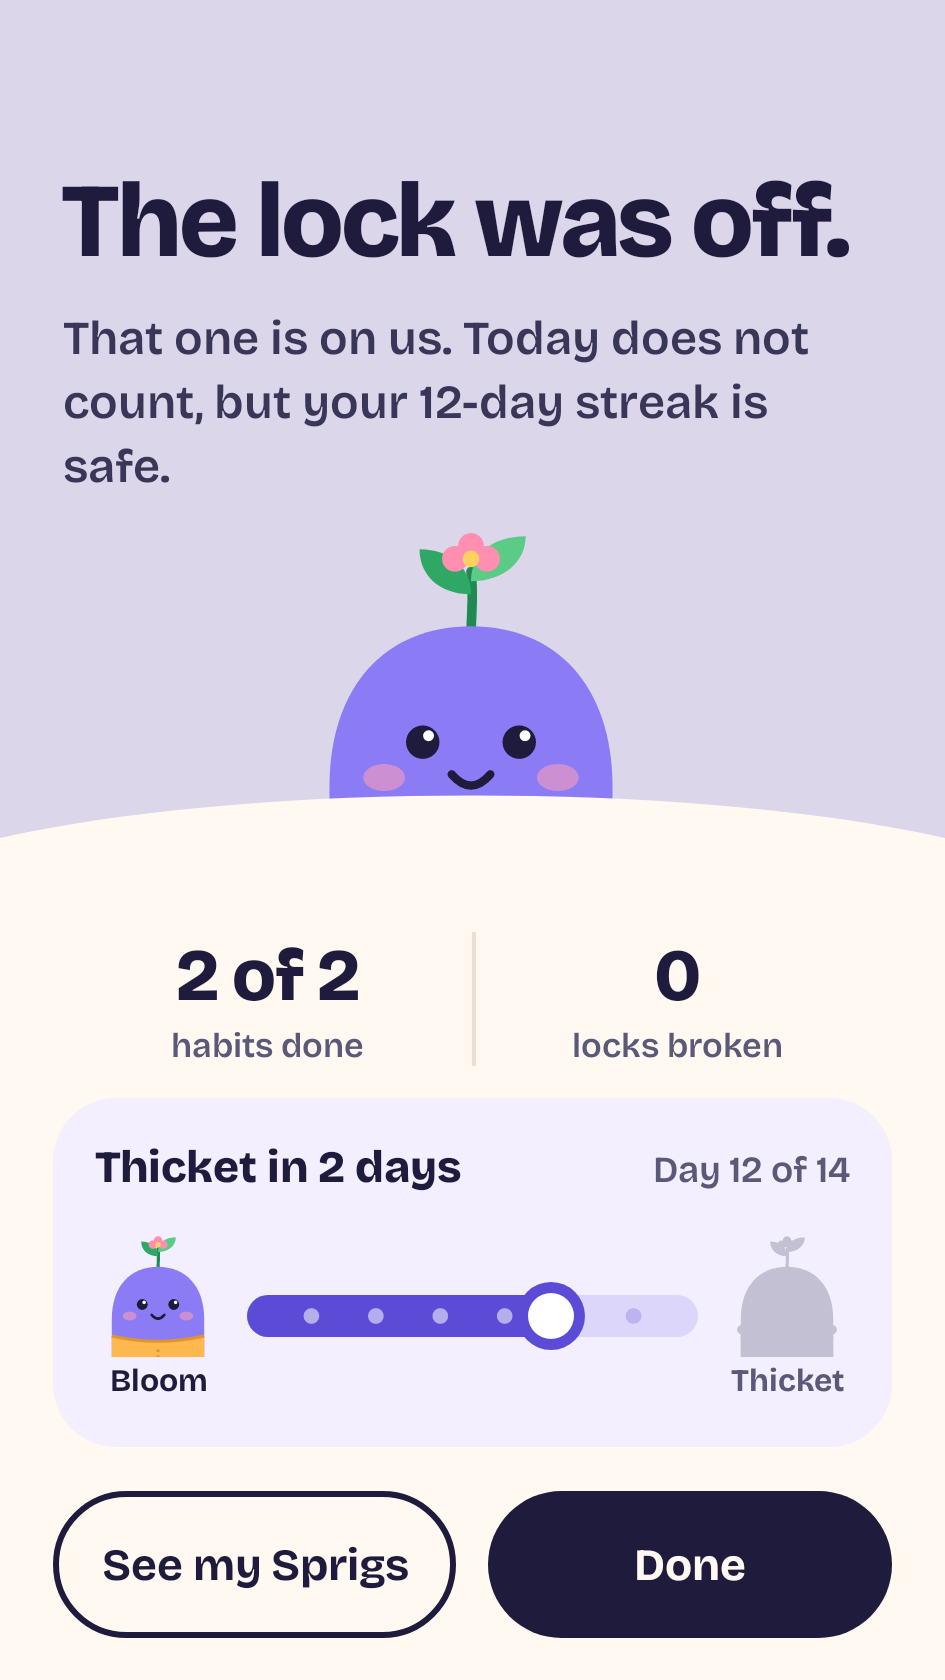 The lock was off.
That one is on us. Today does not
count, but your 12-day streak is
safe.
2 of 2
habits done
0
locks broken
Thicket in 2 days
Day 12 of 14
Bloom
Thicket
See my Sprigs
Done